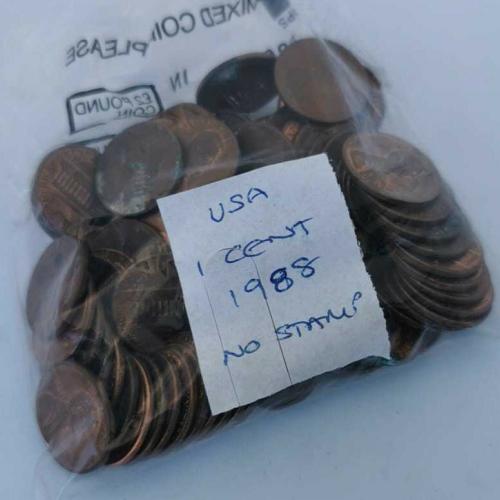 MIXED COI
PLEASE
IN
£2 POUND
COIN
USA
1 CENT
1988
NO STAMP